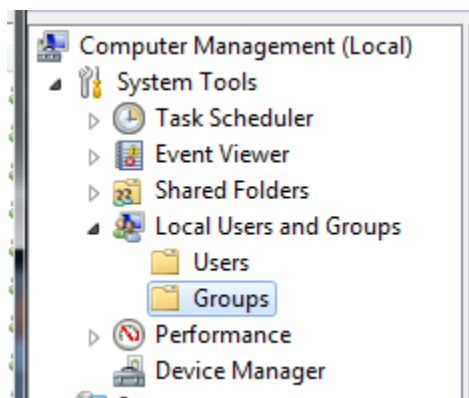 Computer Management (Local)
System Tools
Task Scheduler
Event Viewer
Shared Folders
Local Users and Groups
Users
Groups
Performance
Device Manager